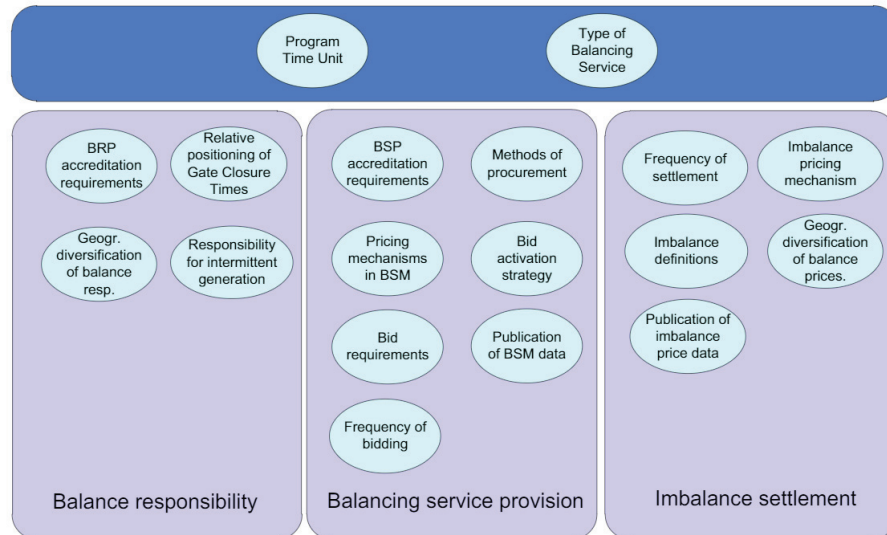 Program
Time Unit
Type of
Balancing
Service
BRP
accreditation
requirements
Relative
positioning of
Gate Closure
Times
Geogr.
diversification
of balance
resp.
Responsibility
for intermittent
generation
Balance responsibility
BSP
accreditation
requirements
Methods of
procurement
Pricing
mechanisms
in BSM
Bid
activation
strategy
Bid
requirements
Publication
of BSM data
Frequency of
bidding
Balancing service provision
Frequency of
settlement
Imbalance
pricing
mechanism
Imbalance
definitions
Geogr.
diversification
of balance
prices.
Publication of
imbalance
price data
Imbalance settlement